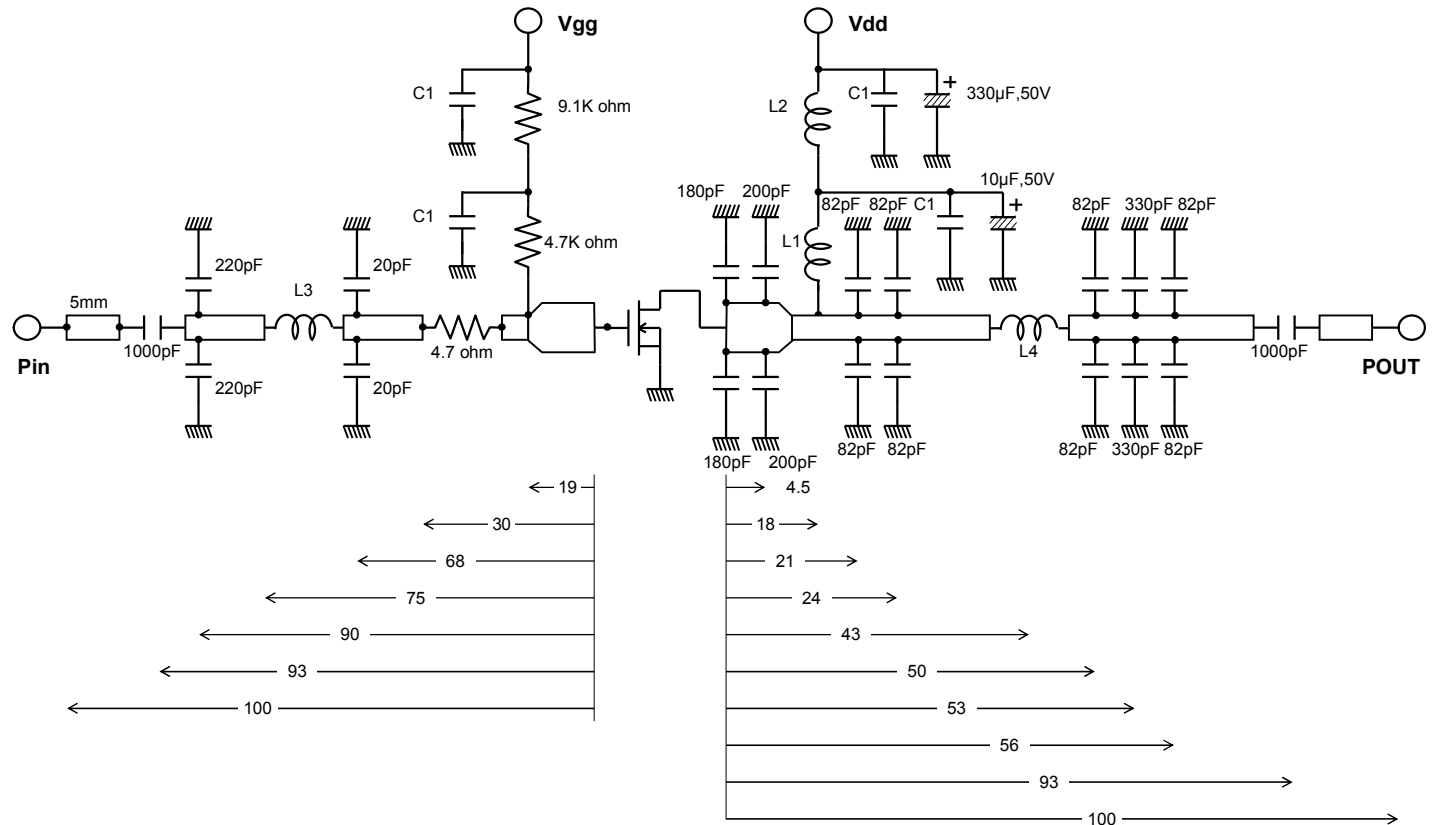 Vgg
Vdd
C1
9.1K ohm
L2
C1
+
330µF,50V
C1
4.7K ohm
180pF
200pF
10µF,50V
+
82pF
82pF
C1
L1
82pF
330pF
82pF
220pF
20pF
L3
5mm
1000pF
4.7 ohm
L4
1000pF
Pin
POUT
220pF
20pF
180pF
200pF
82pF
82pF
82pF
330pF
82pF
19
4.5
30
18
68
21
75
24
90
43
93
50
100
53
56
93
100